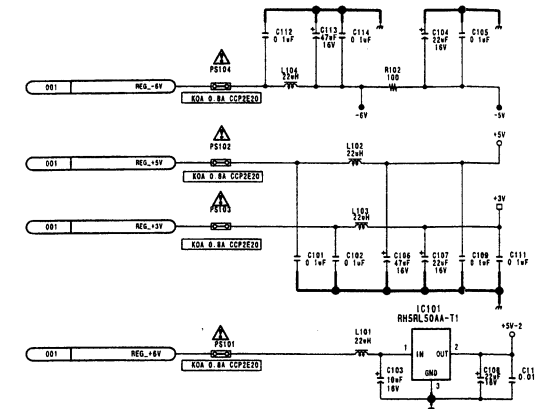 C112
0 1uF
C113
47uF
16V
C114
0 1uF
C104
22uF
16V
C105
0 1uF
PS104
L104
22uH
R102
100
001 REG_-6V
KOA 0.8A CCP2E20
-6V
-5V
+5V
PS102
L102
22uH
001 REG_+5V
KOA 0.8A CCP2E20
+3V
PS103
L103
22uH
001 REG_+3V
KOA 0.8A CCP2E20
C101
0 1uF
C102
0 1uF
C106
47uF
16V
C107
22uF
16V
C109
0 1uF
C111
0 1uF
IC101
RH5RL50AA-T1
+5V-2
PS101
L101
22uH
001 REG_+6V
KOA 0.8A CCP2E20
1 IN OUT 2
GND
3
C103
10uF
16V
C108
22uF
16V
C11
0.01